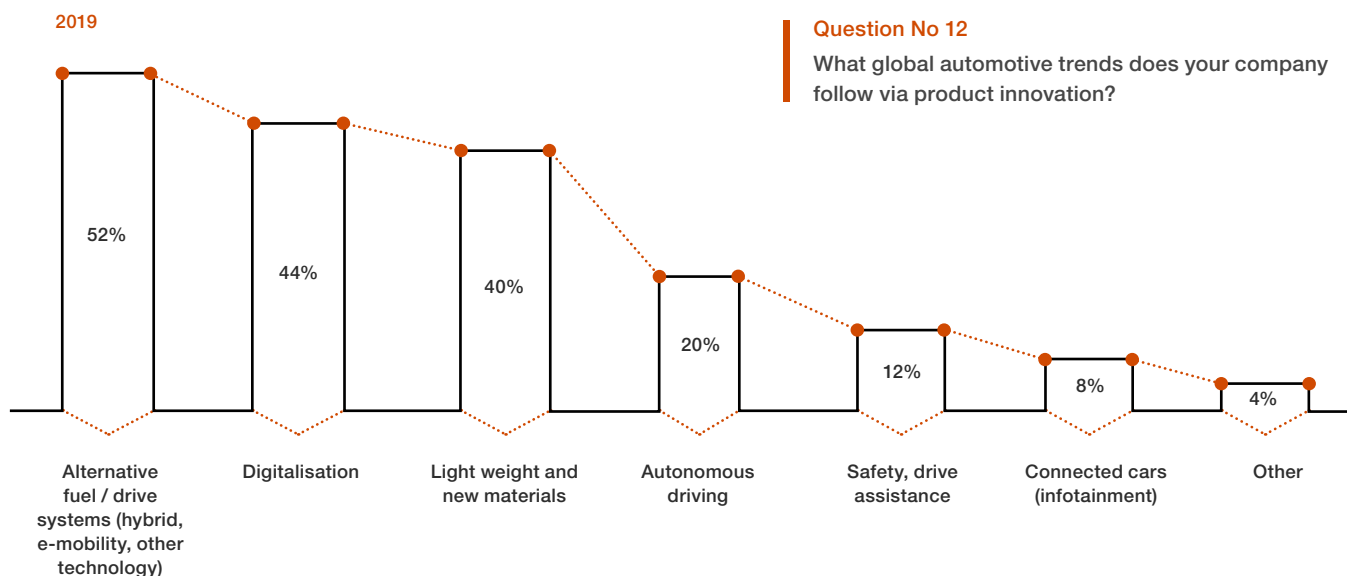 2019
Question No 12
What global automotive trends does your company
follow via product innovation?
52%
44%
40%
20%
12%
8%
4%
Alternative
fuel / drive
systems (hybrid,
e-mobility, other
technology)
Digitalisation
Light weight and
new materials
Autonomous
driving
Safety, drive
assistance
Connected cars
(infotainment)
Other